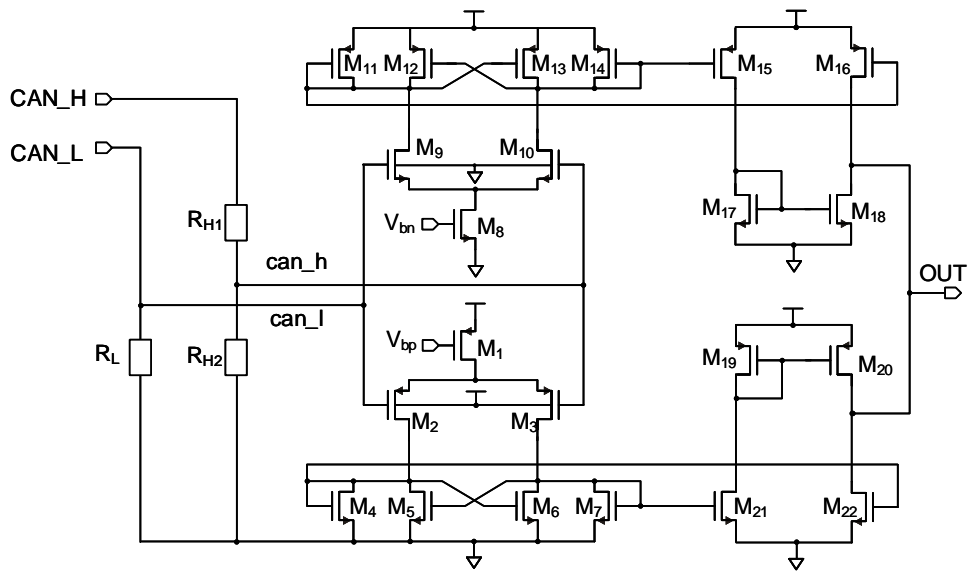 M11 M12 M13 M14 M15 M16
CAN_H
CAN_L
M9 M10
RH1
Vbn M8
M17 M18
can_h
OUT
can_l
Vbp M1
RL RH2
M19 M20
M2 M3
M4 M5 M6 M7 M21 M22